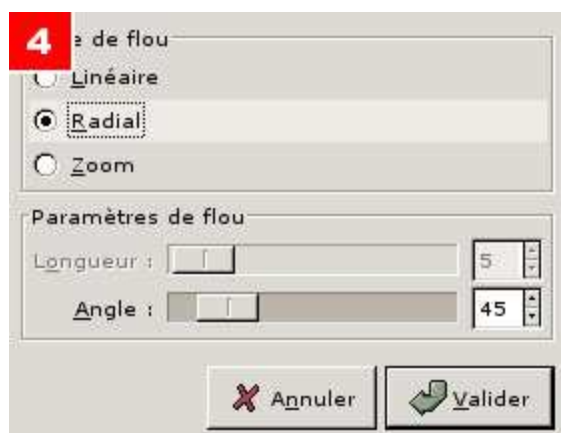 4
de flou
Linéaire
Radial
Zoom
Paramètres de flou
Longueur : 5
Angle : 45
Annuler Valider